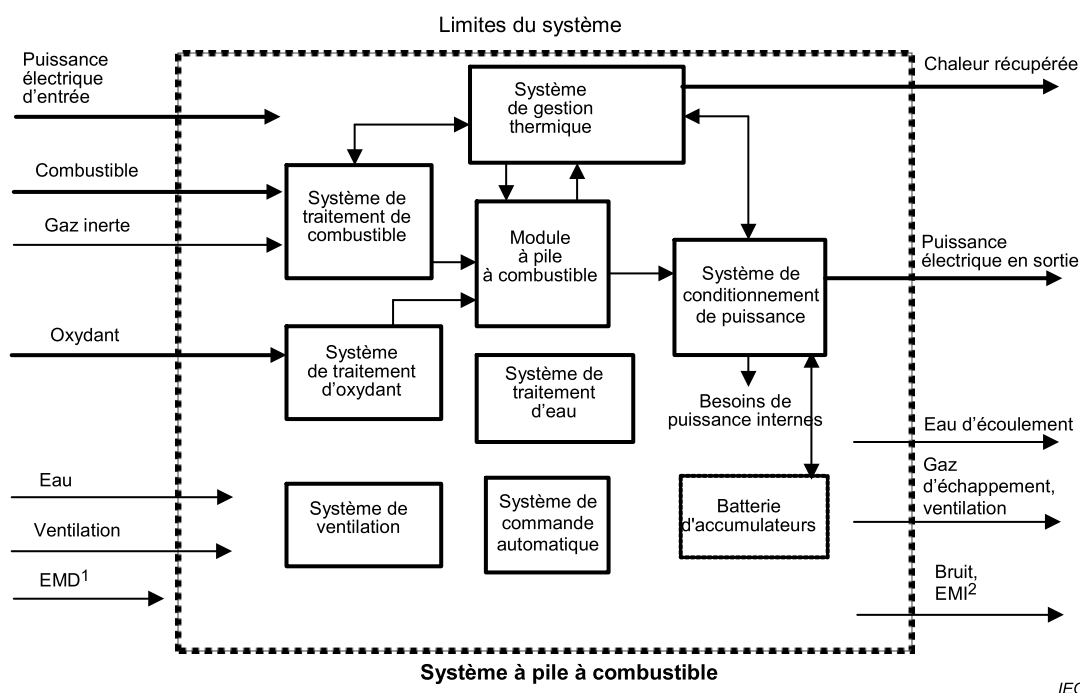 Limites du système
Puissance
électrique
d'entrée
Combustible
Gaz inerte
Oxydant
Eau
Ventilation
EMD1
Système
de gestion
thermique
Système de
traitement de
combustible
Module
à pile
à combustible
Système de
conditionnement
de puissance
Système
de traitement
d'oxydant
Système de
traitement
d'eau
Besoins de
puissance internes
Système de
ventilation
Système de
commande
automatique
Batterie
d'accumulateurs
Chaleur récupérée
Puissance
électrique en sortie
Eau d'écoulement
Gaz
d'échappement,
ventilation
Bruit,
EMI2
Système à pile à combustible
IEC